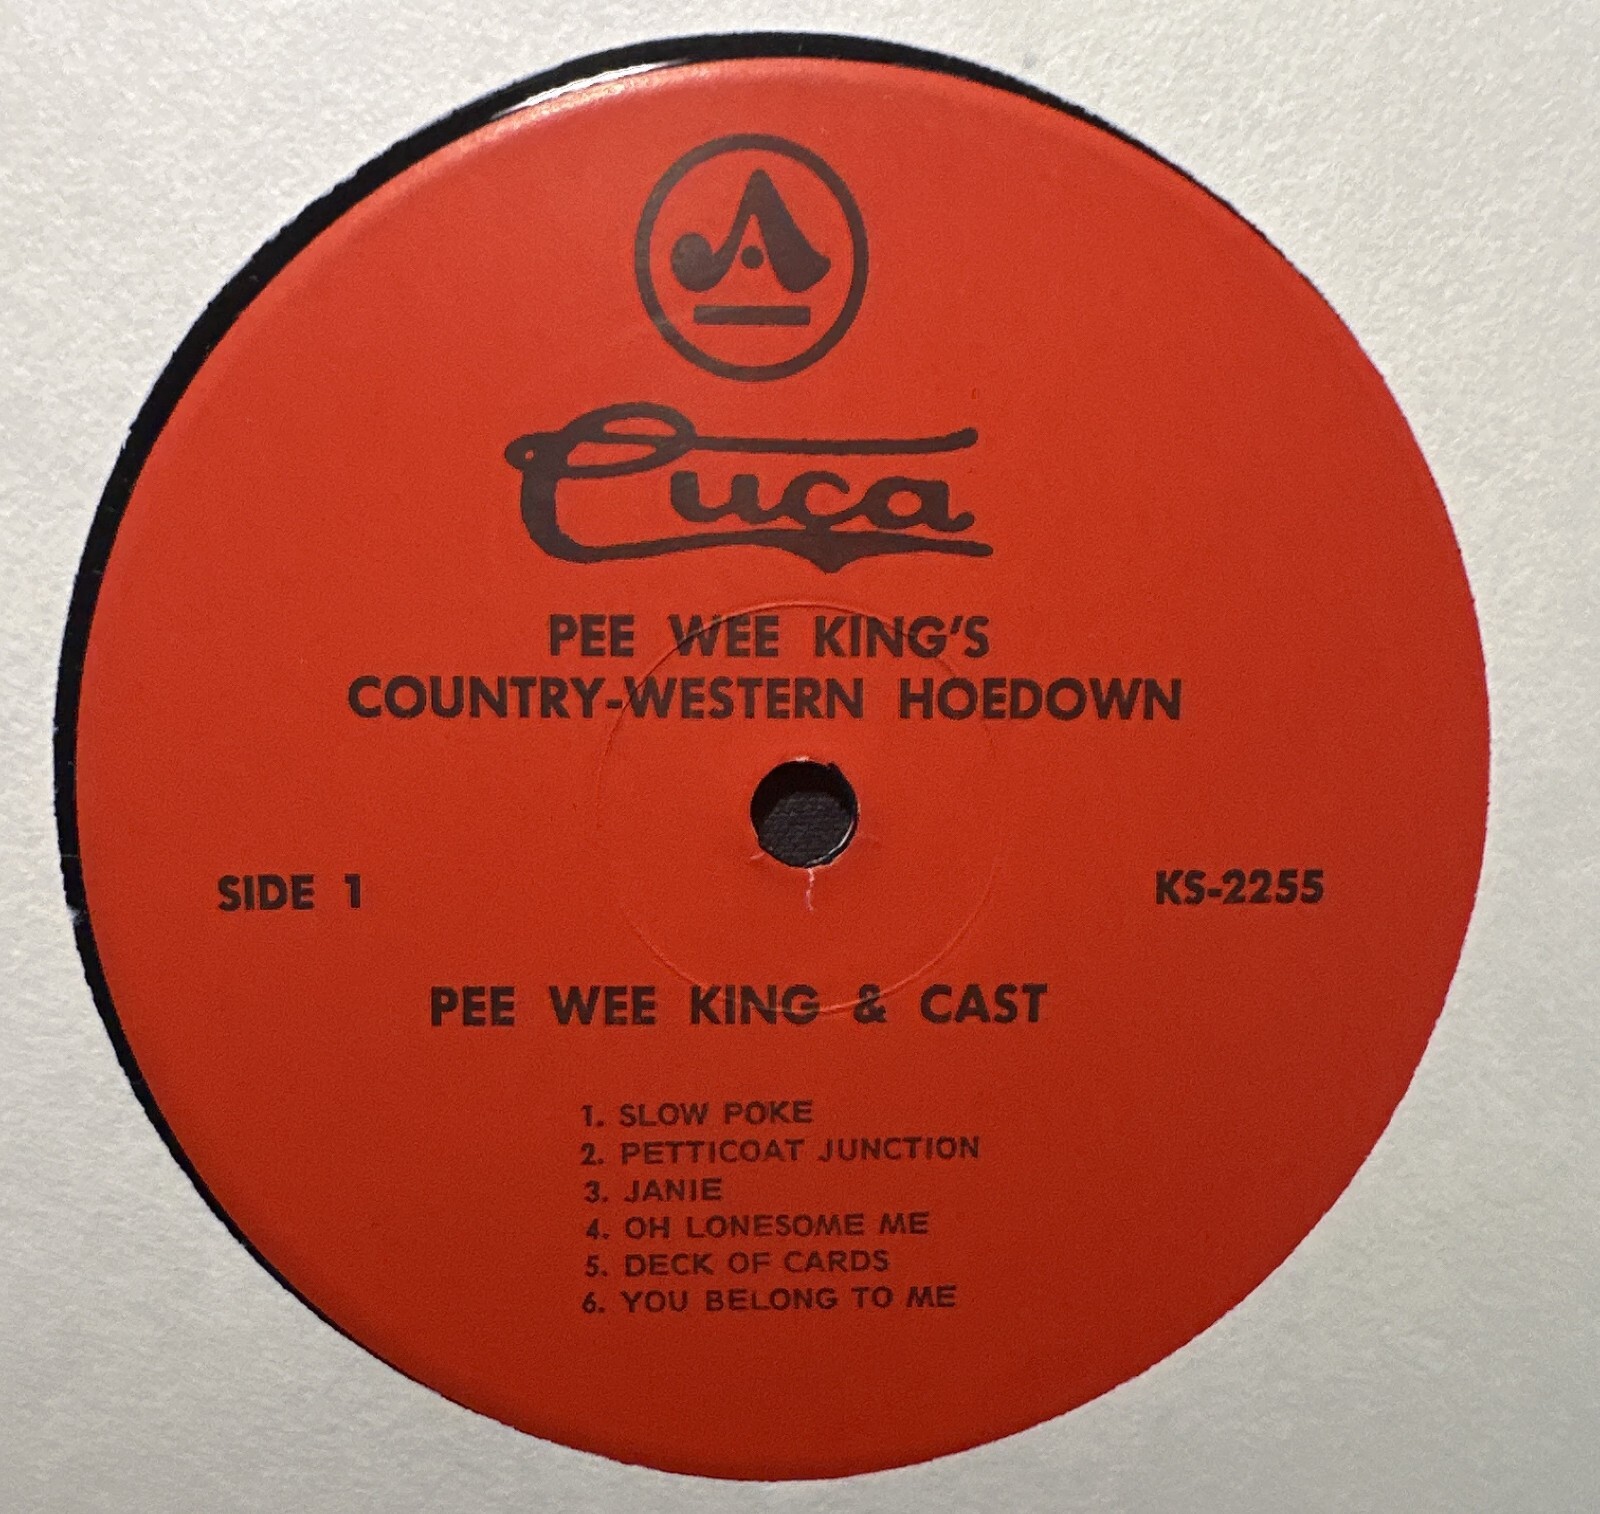 Cuça
PEE WEE KING'S
COUNTRY-WESTERN HOEDOWN
SIDE 1
KS-2255
PEE WEE KING & CAST
1. SLOW POKE
2. PETTICOAT JUNCTION
3. JANIE
4. OH LONESOME ME
5. DECK OF CARDS
6. YOU BELONG TO ME